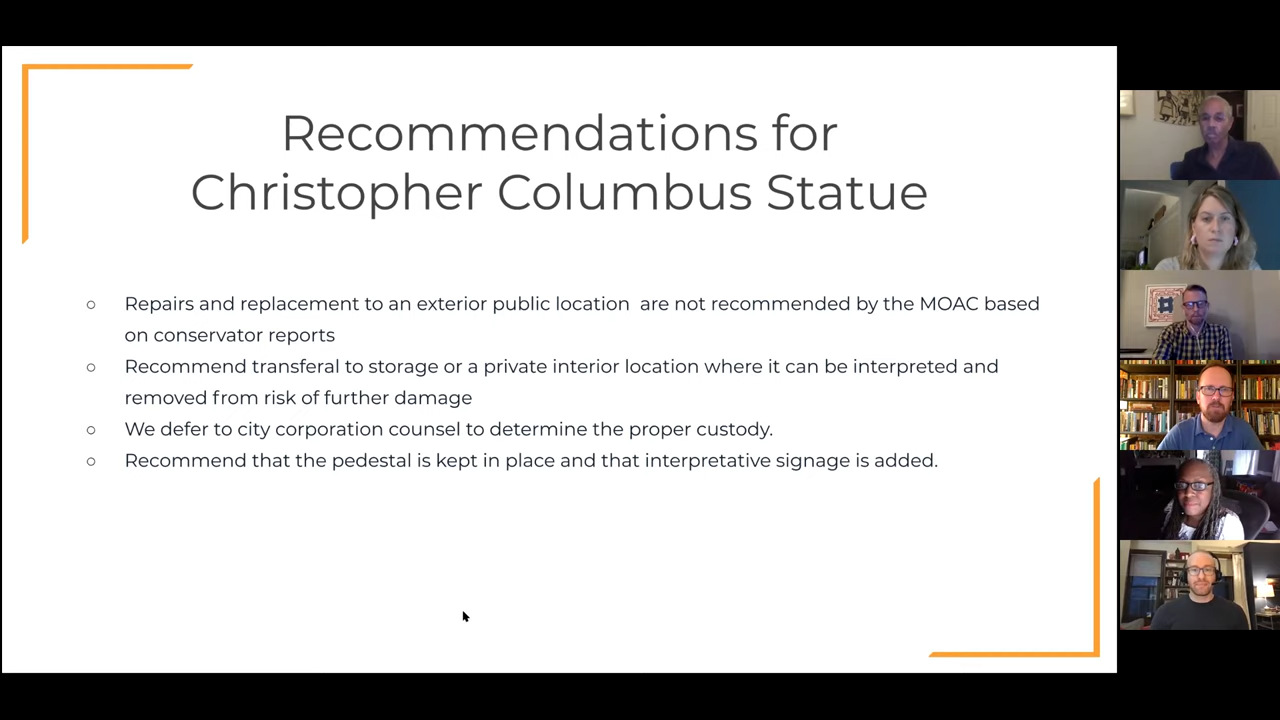 Recommendations for
Christopher Columbus Statue
○ Repairs and replacement to an exterior public location  are not recommended by the MOAC based
on conservator reports
○ Recommend transferal to storage or a private interior location where it can be interpreted and
removed from risk of further damage
○ We defer to city corporation counsel to determine the proper custody.
○ Recommend that the pedestal is kept in place and that interpretative signage is added.